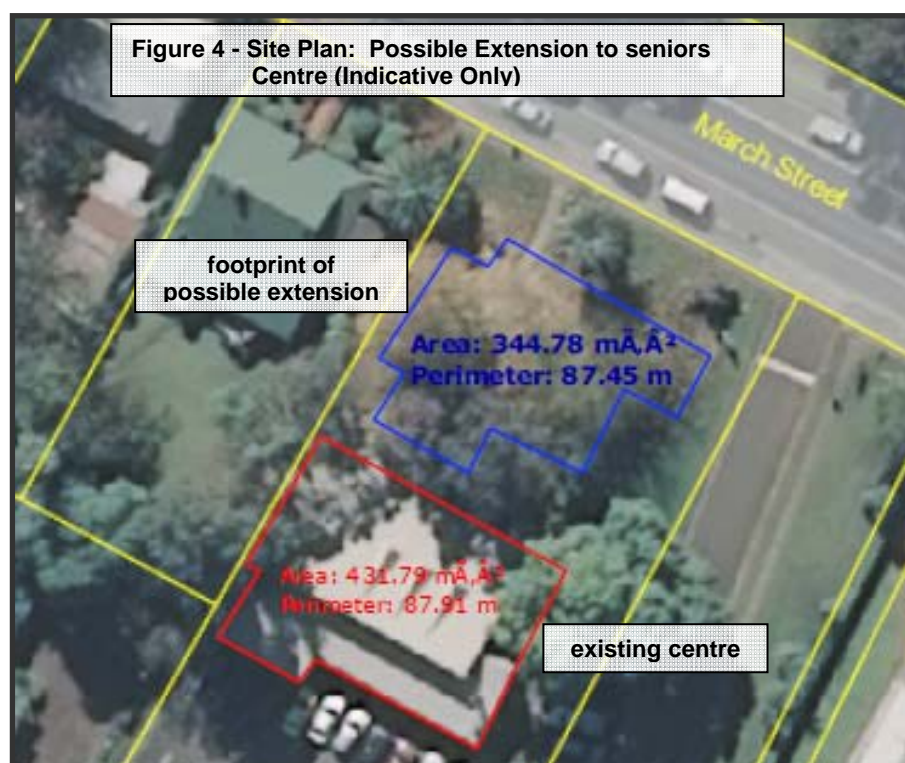 Figure 4 - Site Plan: Possible Extension to seniors
Centre (Indicative Only)
March Street
footprint of
possible extension
Area: 344.78 mÃ‚Â²
Perimeter: 87.45 m
Area: 431.79 mÃ‚Â²
Perimeter: 87.91 m
existing centre